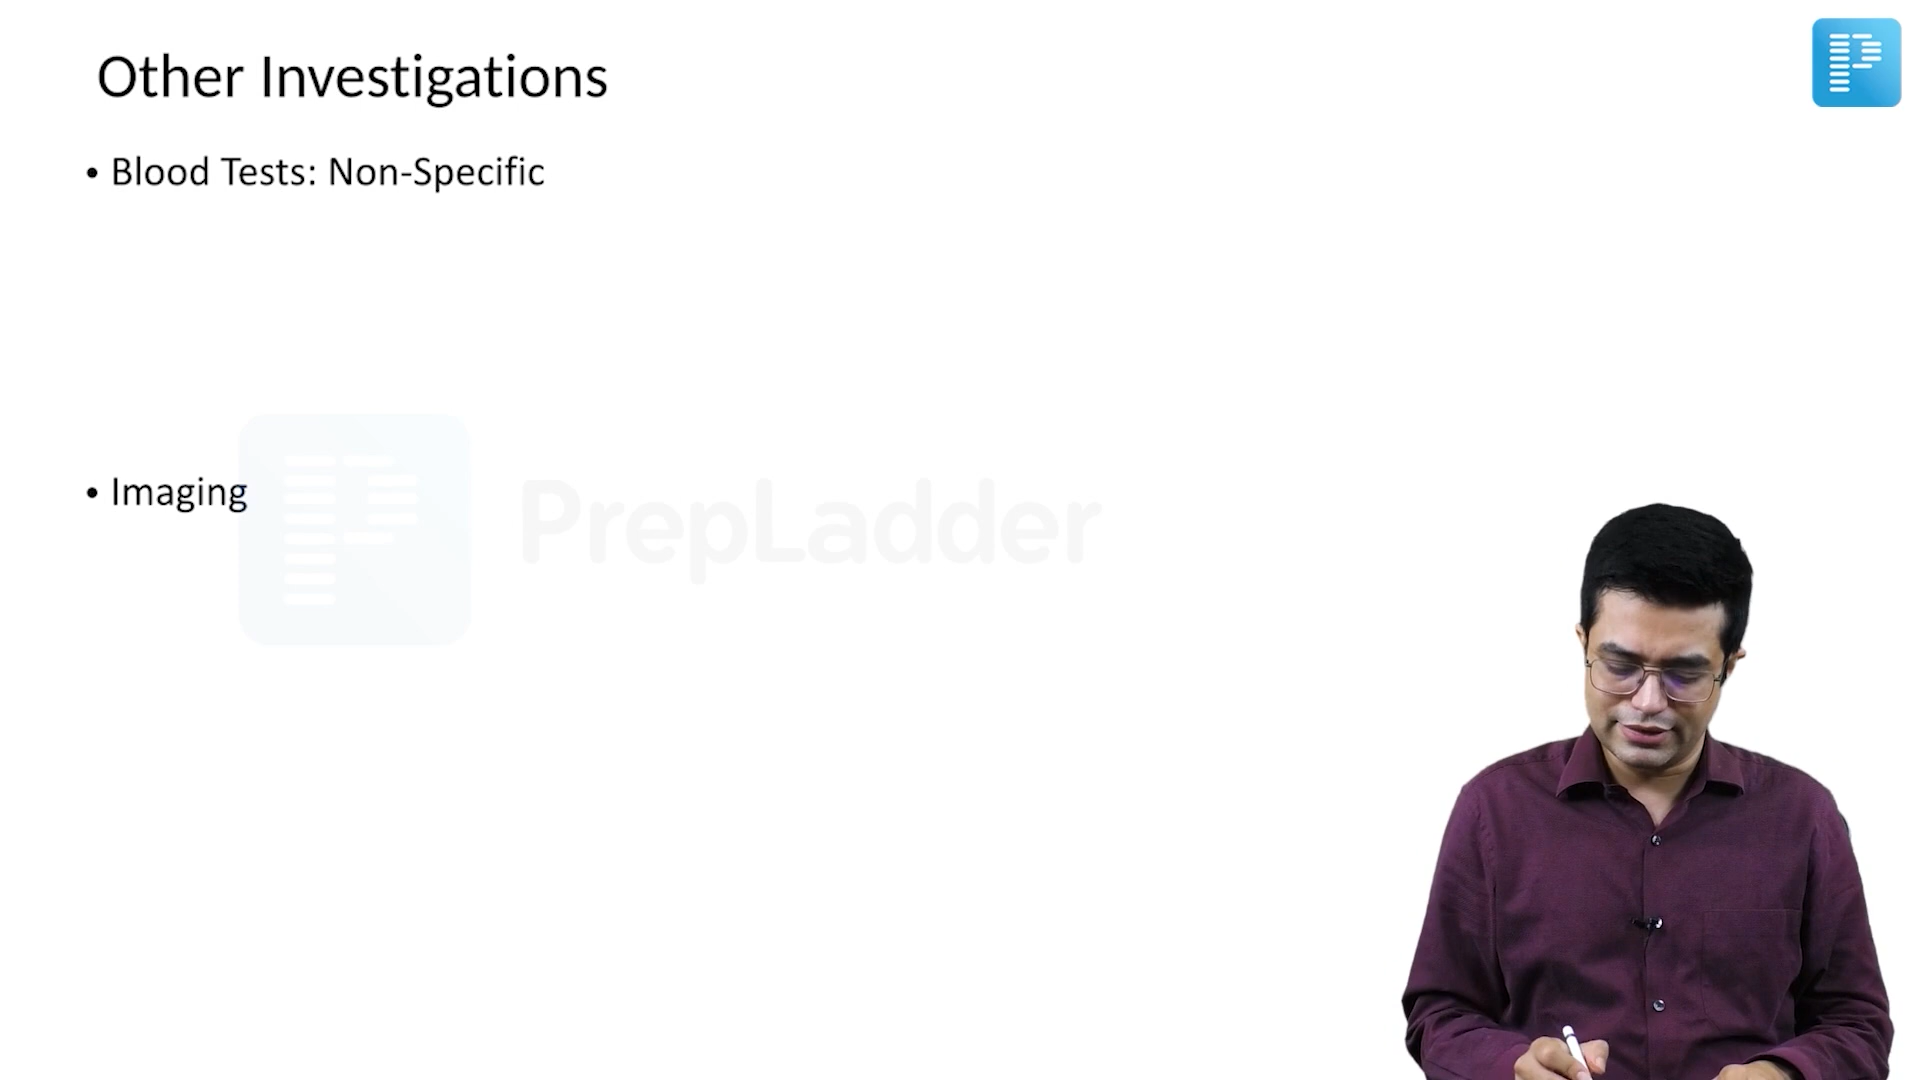 Other Investigations
• Blood Tests: Non-Specific
• Imaging
PrepLadder